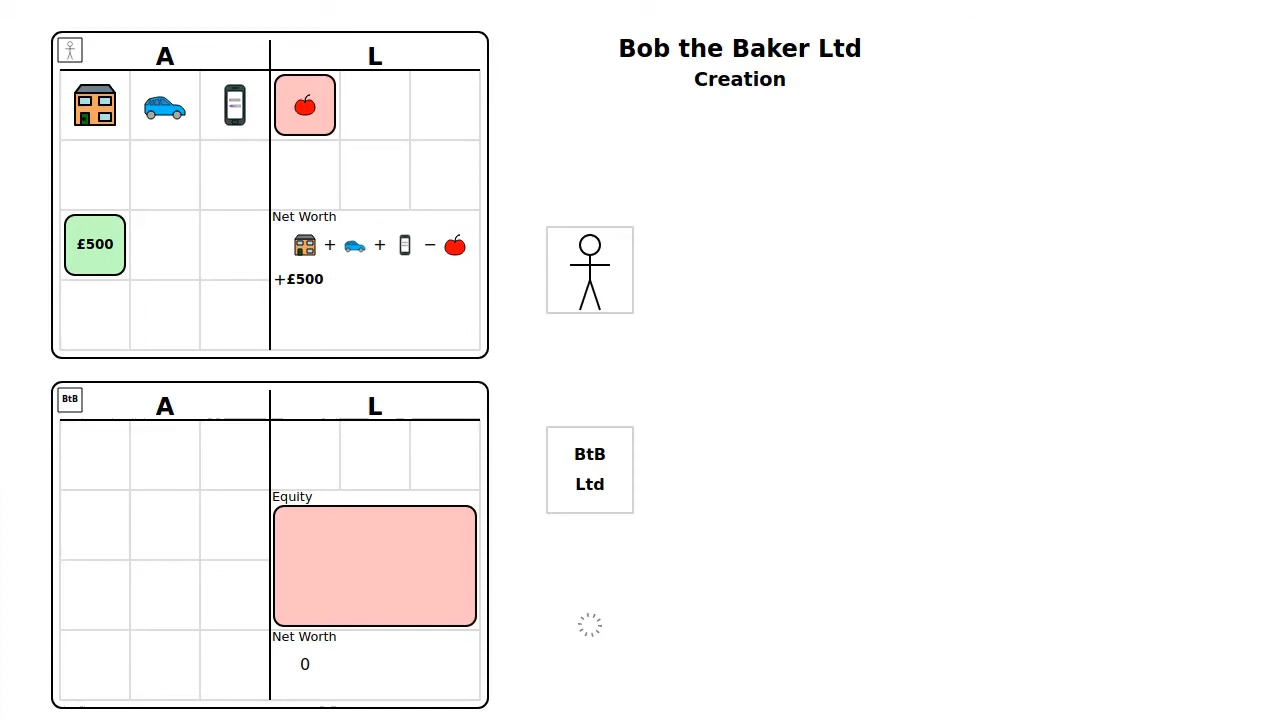 Bob the Baker Ltd
Creation
A L
£500
Net Worth
+ + −
+£500
BtB
A L
Equity
Net Worth
0
BtB
Ltd